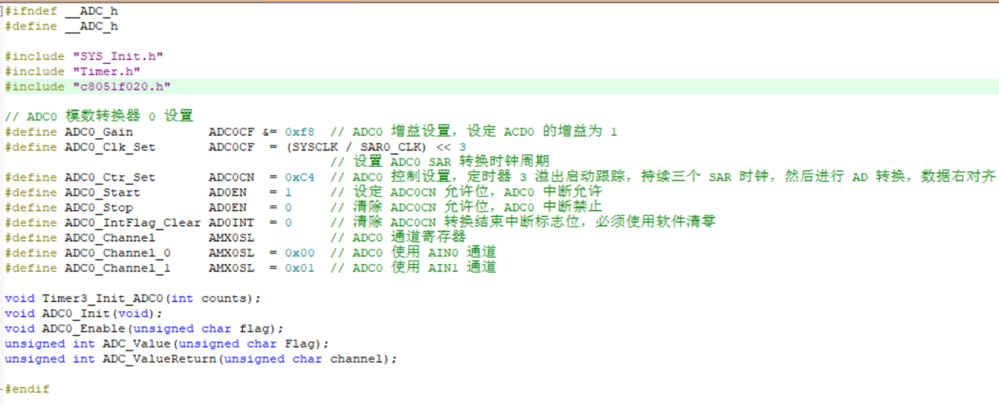 #ifndef __ADC_h
#define __ADC_h
#include "SYS_Init.h"
#include "Timer.h"
#include "c8051f020.h"
// ADC0 模数转换器 0 设置
#define ADC0_Gain ADC0CF &= 0xf8 // ADC0 增益设置，设定 ACD0 的增益为 1
#define ADC0_Clk_Set ADC0CF = (SYSCLK / SAR0_CLK) << 3
// 设置 ADC0 SAR 转换时钟周期
#define ADC0_Ctr_Set ADC0CN = 0xC4 // ADC0 控制设置，定时器 3 溢出启动跟踪，持续三个 SAR 时钟，然后进行 AD 转换，数据右对齐
#define ADC0_Start AD0EN = 1 // 设定 ADC0CN 允许位，ADC0 中断允许
#define ADC0_Stop AD0EN = 0 // 清除 ADC0CN 允许位，ADC0 中断禁止
#define ADC0_IntFlag_Clear AD0INT = 0 // 清除 ADC0CN 转换结束中断标志位，必须使用软件清零
#define ADC0_Channel AMX0SL // ADC0 通道寄存器
#define ADC0_Channel_0 AMX0SL = 0x00 // ADC0 使用 AIN0 通道
#define ADC0_Channel_1 AMX0SL = 0x01 // ADC0 使用 AIN1 通道
void Timer3_Init_ADC0(int counts);
void ADC0_Init(void);
void ADC0_Enable(unsigned char flag);
unsigned int ADC_Value(unsigned char Flag);
unsigned int ADC_ValueReturn(unsigned char channel);
#endif